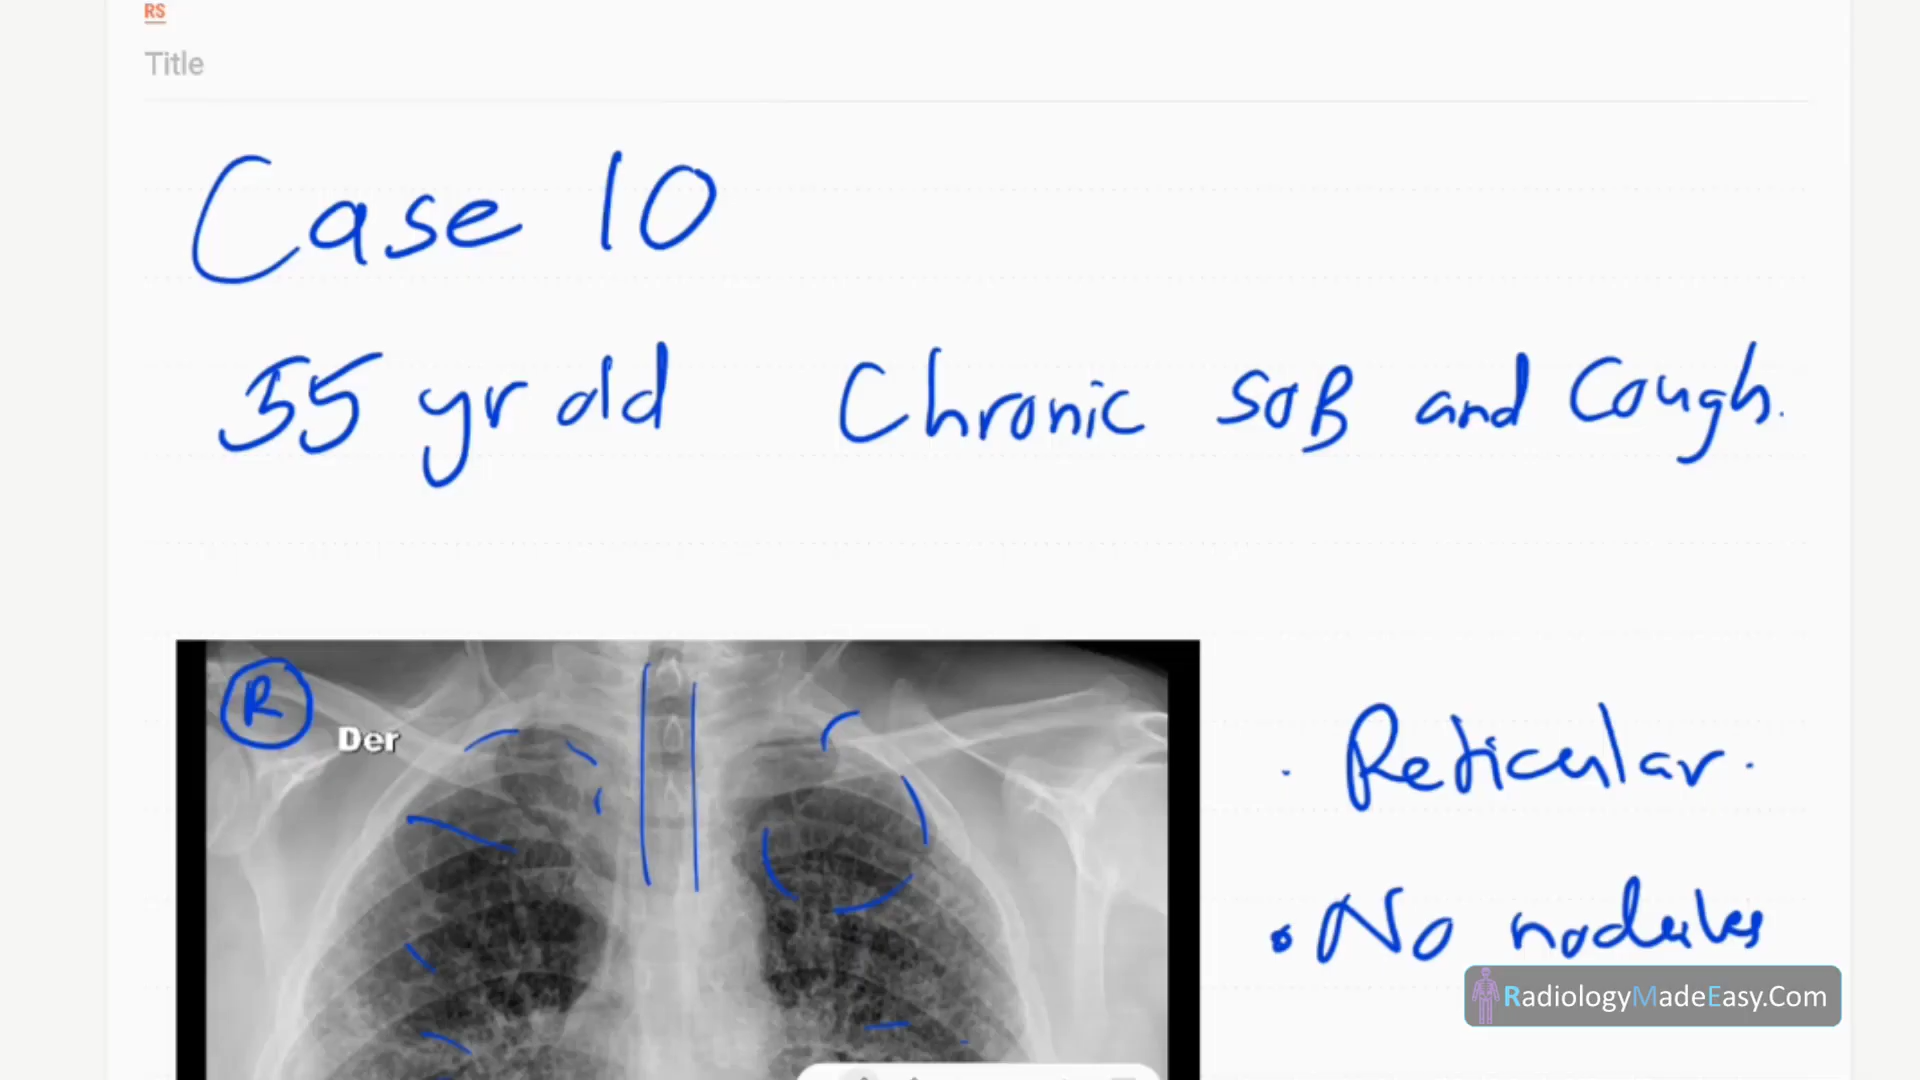 RS
Title
Case 10
55 yr old Chronic SOB and Cough.
R
Der
· Reticular.
• No nodules
RadiologyMadeEasy.Com